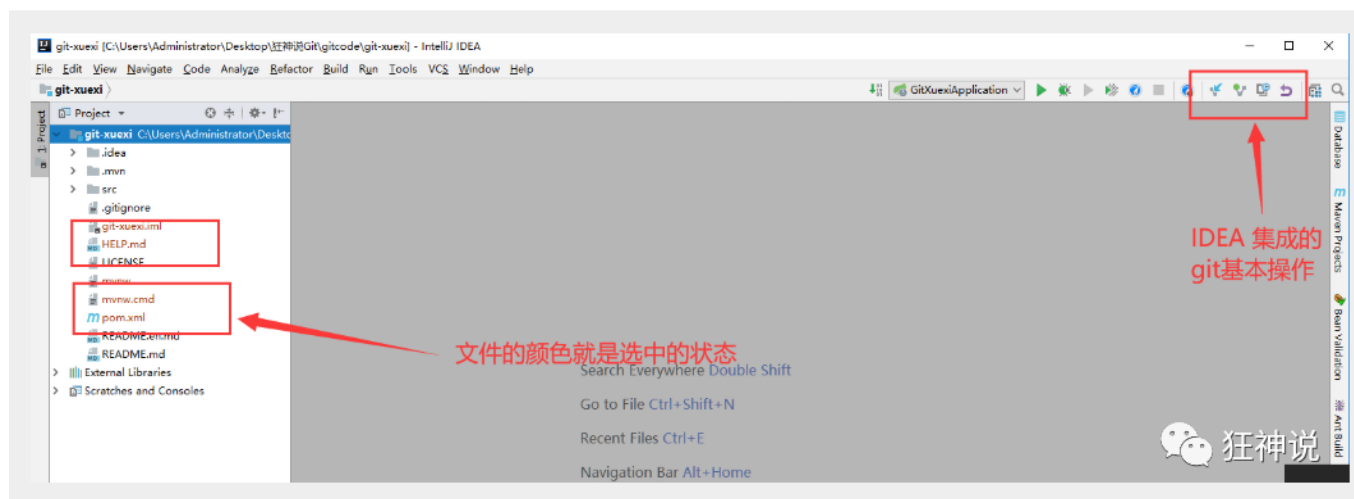 git-xuexi [C:\Users\Administrator\Desktop\狂神说Git\gitcode\git-xuexi] - IntelliJ IDEA
File Edit View Navigate Code Analyze Refactor Build Run Tools VCS Window Help
git-xuexi
GitXuexiApplication
Project
1: Project
git-xuexi C:\Users\Administrator\Deskto
.idea
.mvn
src
.gitignore
git-xuexi.iml
HELP.md
LICENSE
mvnw
mvnw.cmd
pom.xml
README.en.md
README.md
External Libraries
Scratches and Consoles
文件的颜色就是选中的状态
Search Everywhere Double Shift
Go to File Ctrl+Shift+N
Recent Files Ctrl+E
Navigation Bar Alt+Home
IDEA 集成的
git基本操作
Database
Maven Projects
Bean Validation
Ant Build
狂神说